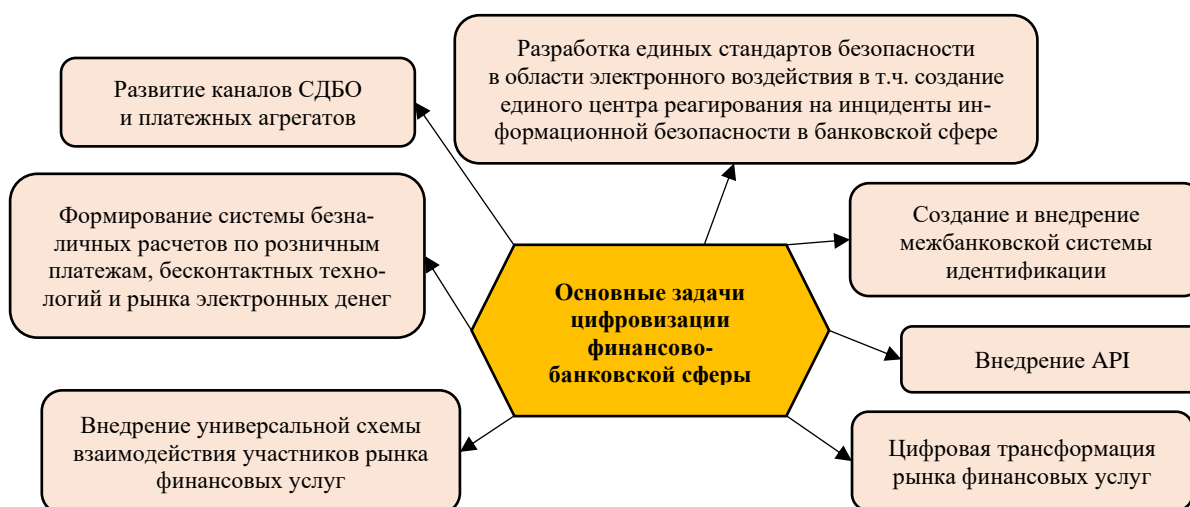 Развитие каналов СДБО
и платежных агрегатов
Разработка единых стандартов безопасности
в области электронного воздействия в т.ч. создание
единого центра реагирования на инциденты ин-
формационной безопасности в банковской сфере
Формирование системы безна-
личных расчетов по розничным
платежам, бесконтактных техно-
логий и рынка электронных денег
Создание и внедрение
межбанковской системы
идентификации
Основные задачи
цифровизации
финансово-
банковской сферы
Внедрение API
Внедрение универсальной схемы
взаимодействия участников рынка
финансовых услуг
Цифровая трансформация
рынка финансовых услуг